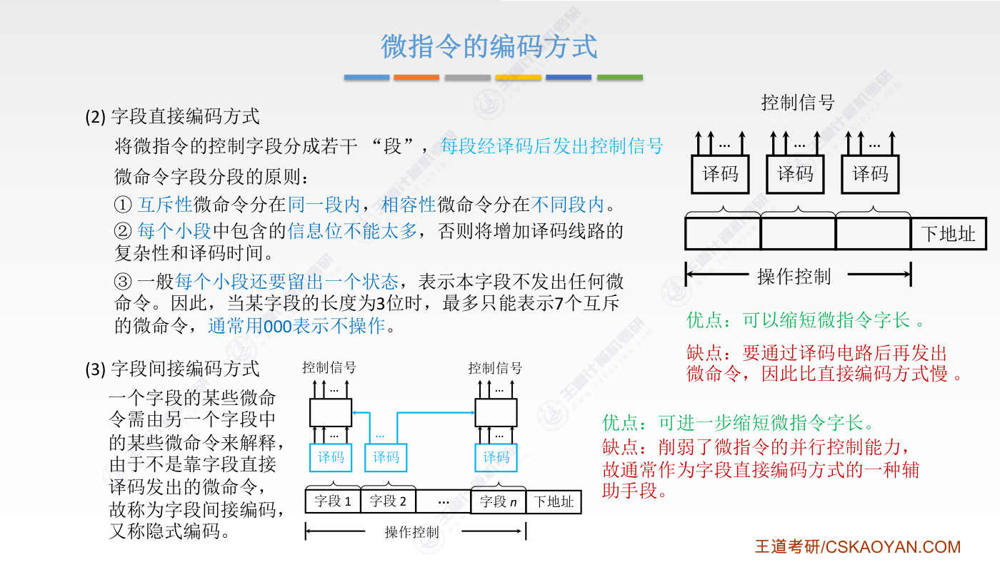 微指令的编码方式
(2) 字段直接编码方式
将微指令的控制字段分成若干 “段”，每段经译码后发出控制信号
微命令字段分段的原则：
① 互斥性微命令分在同一段内，相容性微命令分在不同段内。
② 每个小段中包含的信息位不能太多，否则将增加译码线路的
复杂性和译码时间。
③ 一般每个小段还要留出一个状态，表示本字段不发出任何微
命令。因此，当某字段的长度为3位时，最多只能表示7个互斥
的微命令，通常用000表示不操作。
控制信号
... ... ...
译码 译码 译码
下地址
操作控制
优点：可以缩短微指令字长 。
缺点：要通过译码电路后再发出
微命令，因此比直接编码方式慢 。
(3) 字段间接编码方式
一个字段的某些微命
令需由另一个字段中
的某些微命令来解释，
由于不是靠字段直接
译码发出的微命令，
故称为字段间接编码，
又称隐式编码。
控制信号 控制信号
... ...
... ... ...
译码 译码 译码
字段 1 字段 2 ... 字段 n 下地址
操作控制
优点：可进一步缩短微指令字长。
缺点：削弱了微指令的并行控制能力，
故通常作为字段直接编码方式的一种辅
助手段。
王道考研/CSKAOYAN.COM
王道计算机考研